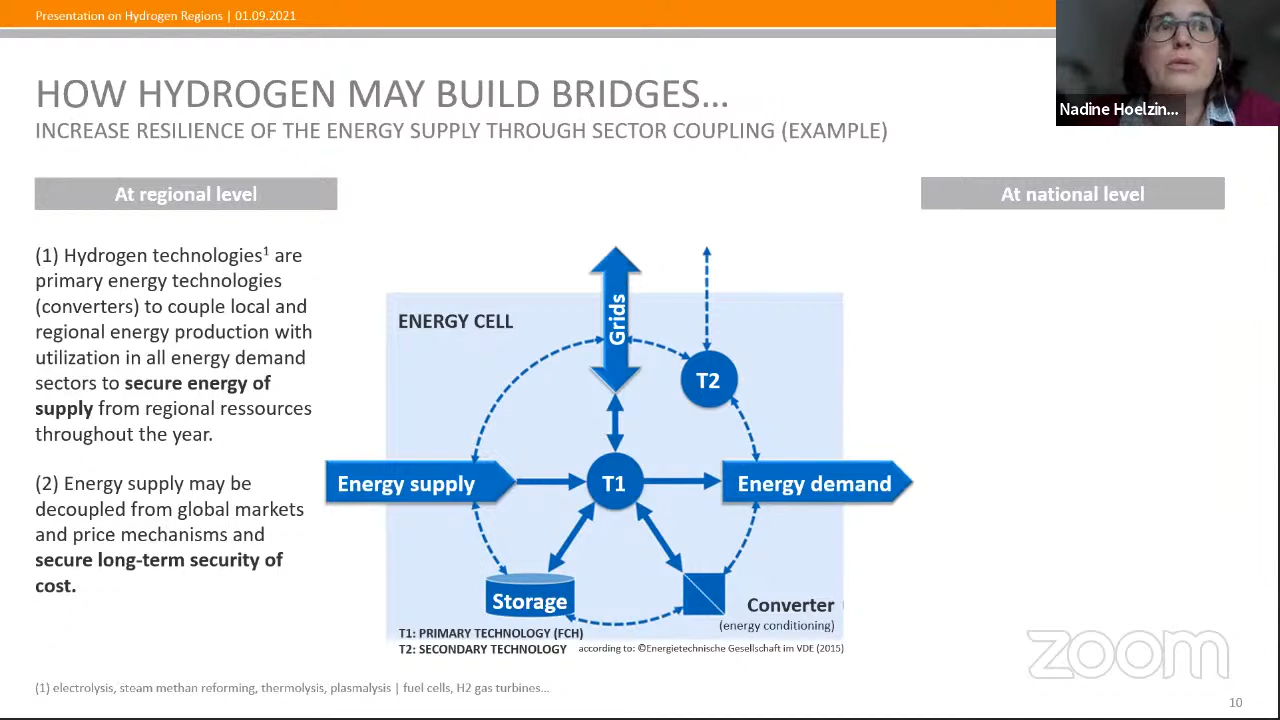 Presentation on Hydrogen Regions | 01.09.2021
Nadine Hoelzin...
HOW HYDROGEN MAY BUILD BRIDGES...
INCREASE RESILIENCE OF THE ENERGY SUPPLY THROUGH SECTOR COUPLING (EXAMPLE)
At regional level
At national level
(1) Hydrogen technologies¹ are
primary energy technologies
(converters) to couple local and
regional energy production with
utilization in all energy demand
sectors to secure energy of
supply from regional ressources
throughout the year.
(2) Energy supply may be
decoupled from global markets
and price mechanisms and
secure long-term security of
cost.
ENERGY CELL
Grids
T2
Energy supply
T1
Energy demand
Storage
Converter
(energy conditioning)
T1: PRIMARY TECHNOLOGY (FCH)
T2: SECONDARY TECHNOLOGY
according to: ©Energietechnische Gesellschaft im VDE (2015)
zoom
(1) electrolysis, steam methan reforming, thermolysis, plasmalysis | fuel cells, H2 gas turbines...
10